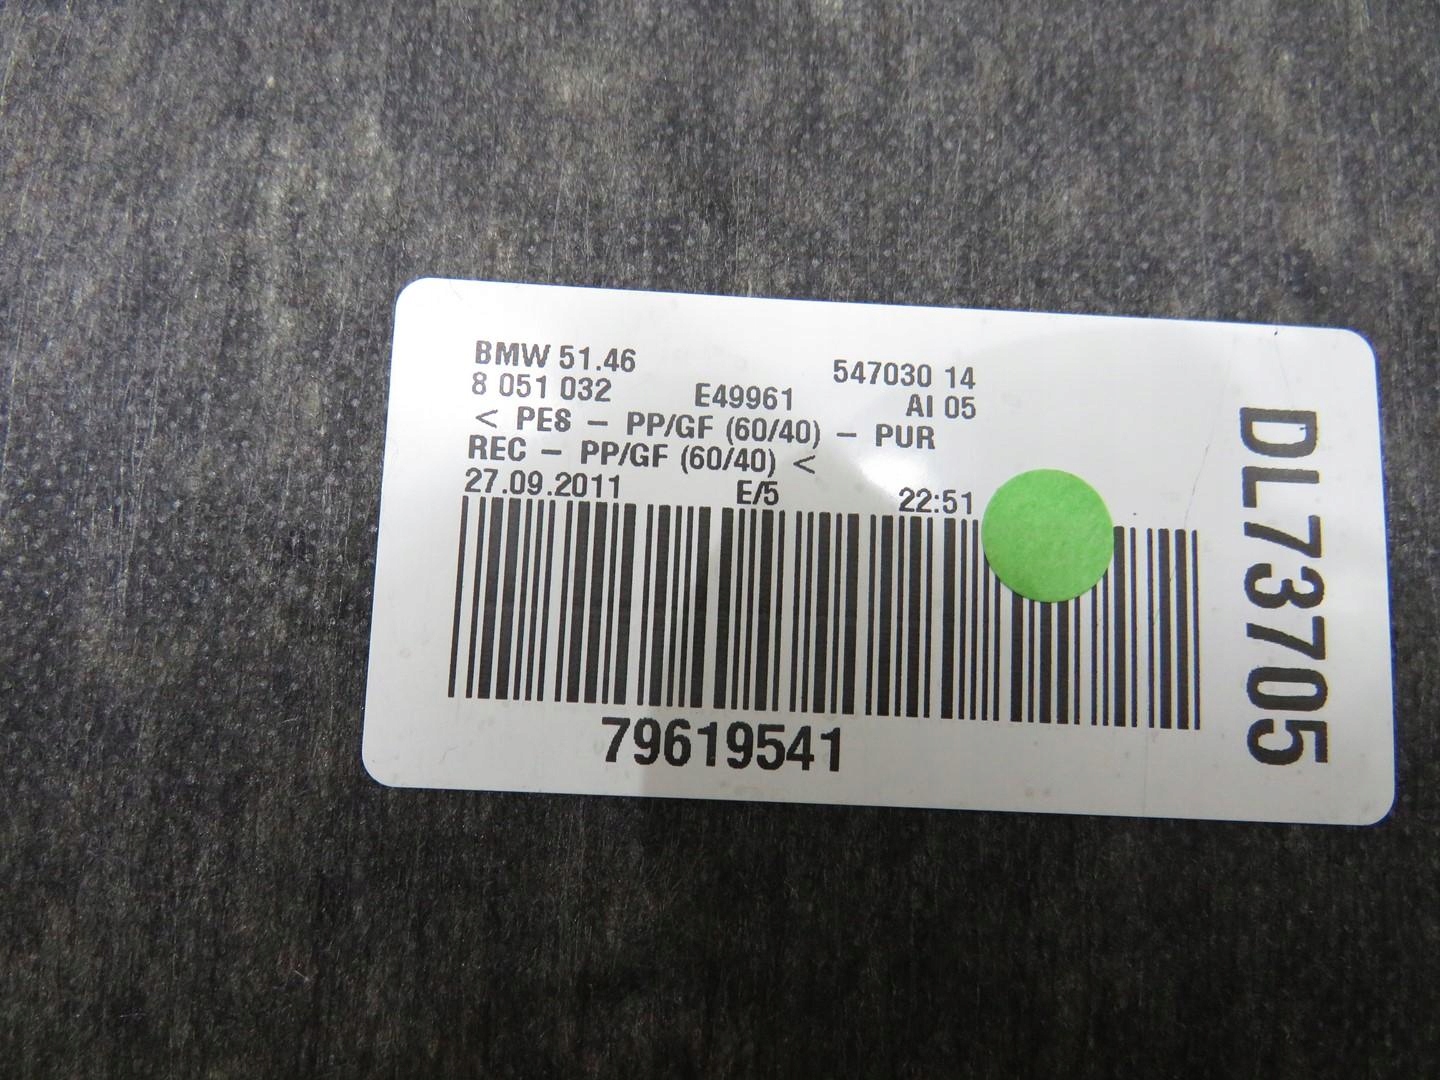 BMW 51.46
547030 14
8 051 032 E49961 AI 05
< PES – PP/GF (60/40) – PUR
REC – PP/GF (60/40) <
27.09.2011 E/5 22:51
79619541
DL73705